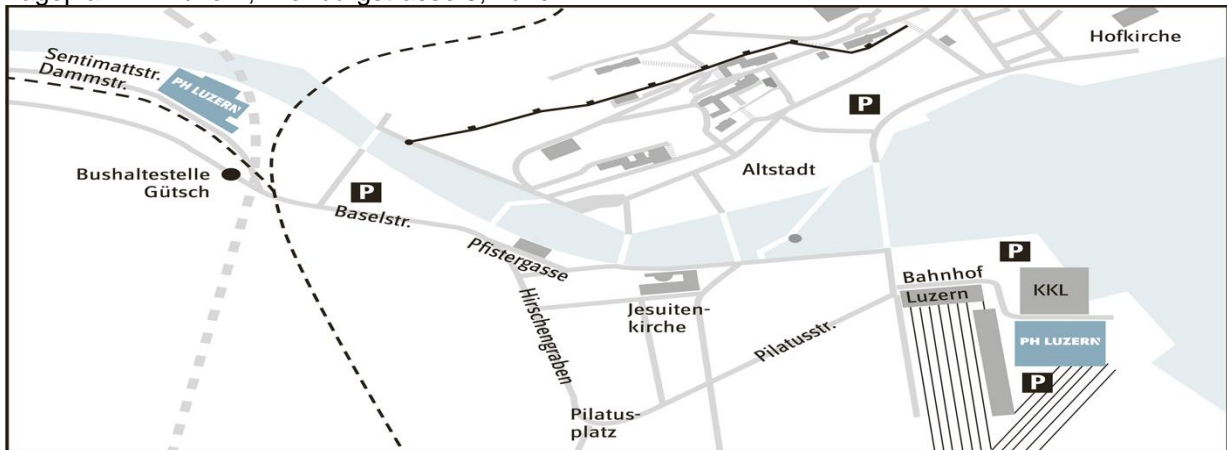 Hofkirche
Sentimattstr.
Dammstr.
PH LUZERN
P
Bushaltestelle
Gütsch
P
Baselstr.
Altstadt
Pfistergasse
Hirschengraben
Jesuiten-
kirche
Pilatusstr.
Pilatus-
platz
P
Bahnhof
Luzern
KKL
PH LUZERN
P